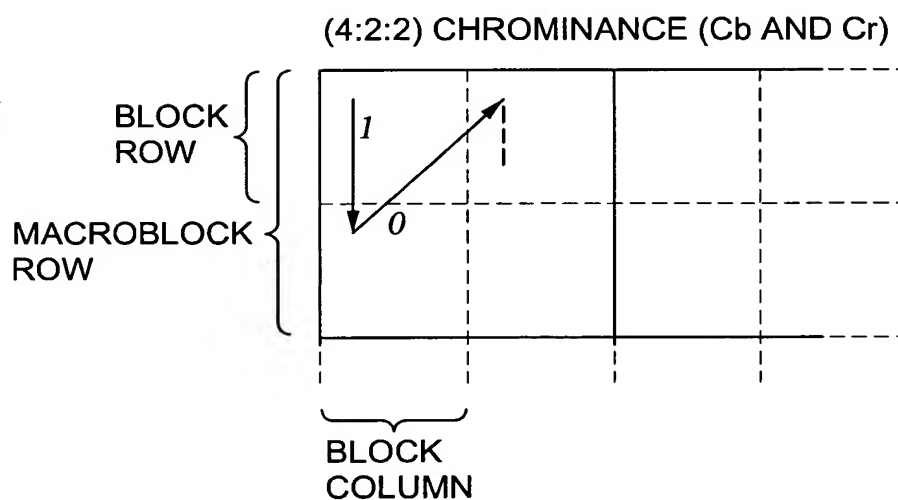 (4:2:2) CHROMINANCE (Cb AND Cr)
BLOCK
ROW
1
0
MACROBLOCK
ROW
BLOCK
COLUMN